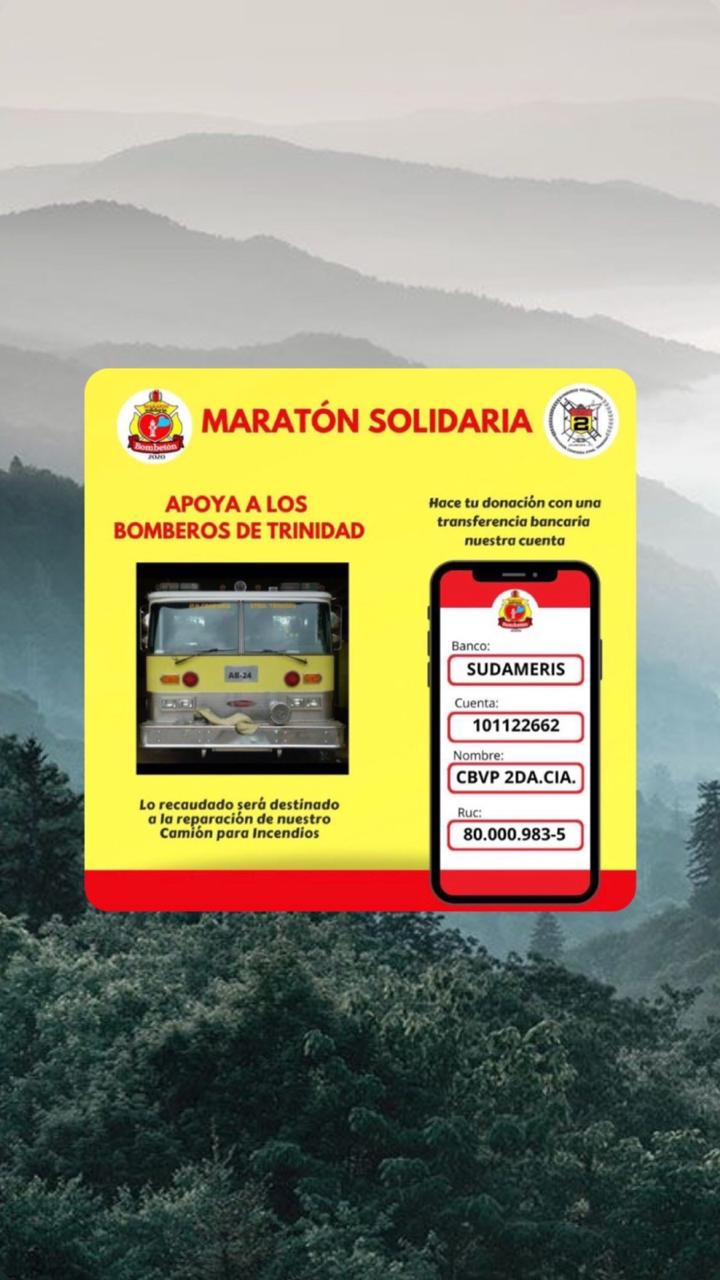 MARATÓN SOLIDARIA
Bombetón
2020
2
APOYA A LOS
BOMBEROS DE TRINIDAD
AB-24
Lo recaudado será destinado
a la reparación de nuestro
Camión para Incendios
Hace tu donación con una
transferencia bancaria
nuestra cuenta
Banco:
SUDAMERIS
Cuenta:
101122662
Nombre:
CBVP 2DA.CIA.
Ruc:
80.000.983-5